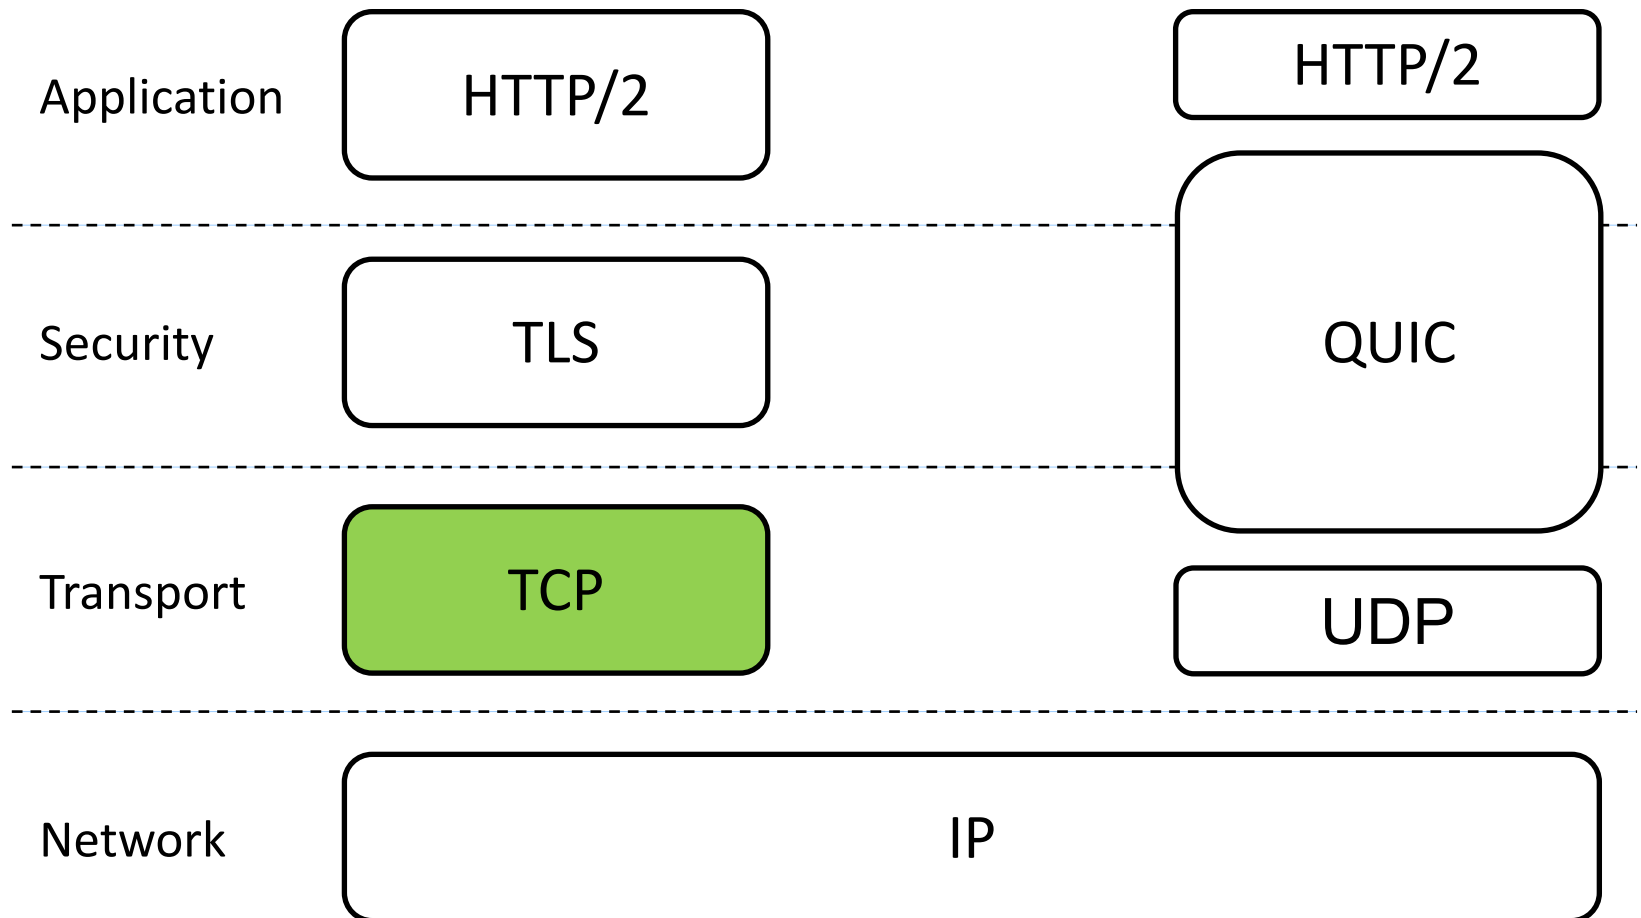 Application
HTTP/2
HTTP/2
Security
TLS
QUIC
Transport
TCP
UDP
Network
IP